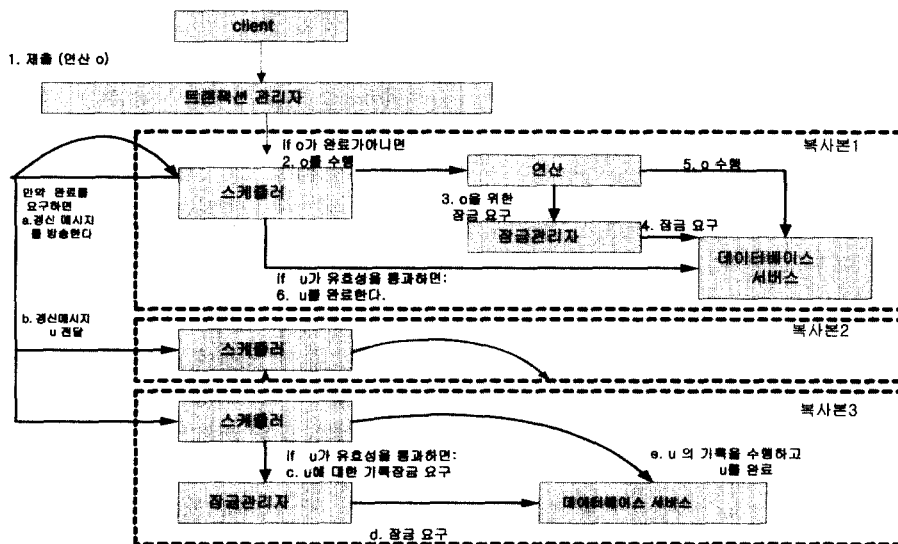 client
1. 제출 (연산 o)
트랜잭션 관리자
복사본1
if o가 완료가아니면
2. o를 수행
스케줄러
연산
5. o 수행
만약 완료를
요구하면
a.갱신 메시지
를 방송한다
3. o을 위한
잠금 요구
잠금관리자
4. 잠금 요구
데이터베이스
서버스
if u가 유효성을 통과하면:
6. u를 완료한다.
b. 갱신메시지
u 전달
복사본2
스케줄러
복사본3
스케줄러
if u가 유효성을 통과하면:
c. u에 대한 기록잠금 요구
e. u 의 기록을 수행하고
u를 완료
잠금관리자
데이터베이스 서버스
d. 잠금 요구